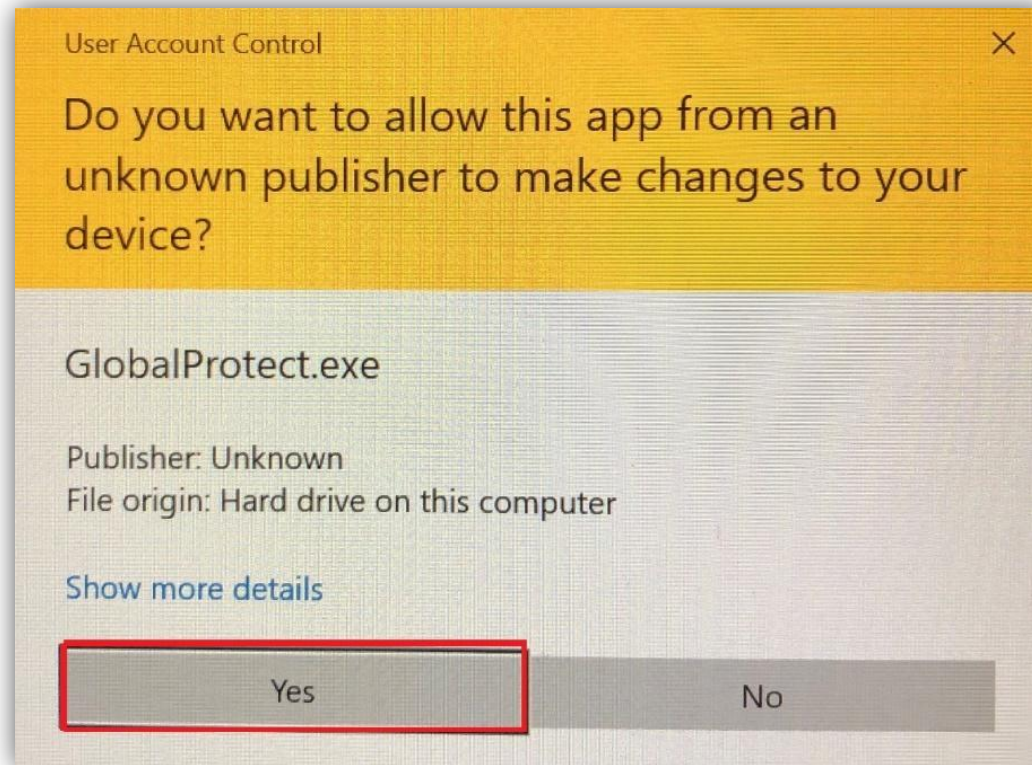 User Account Control
Do you want to allow this app from an
unknown publisher to make changes to your
device?
GlobalProtect.exe
Publisher: Unknown
File origin: Hard drive on this computer
Show more details
Yes
No